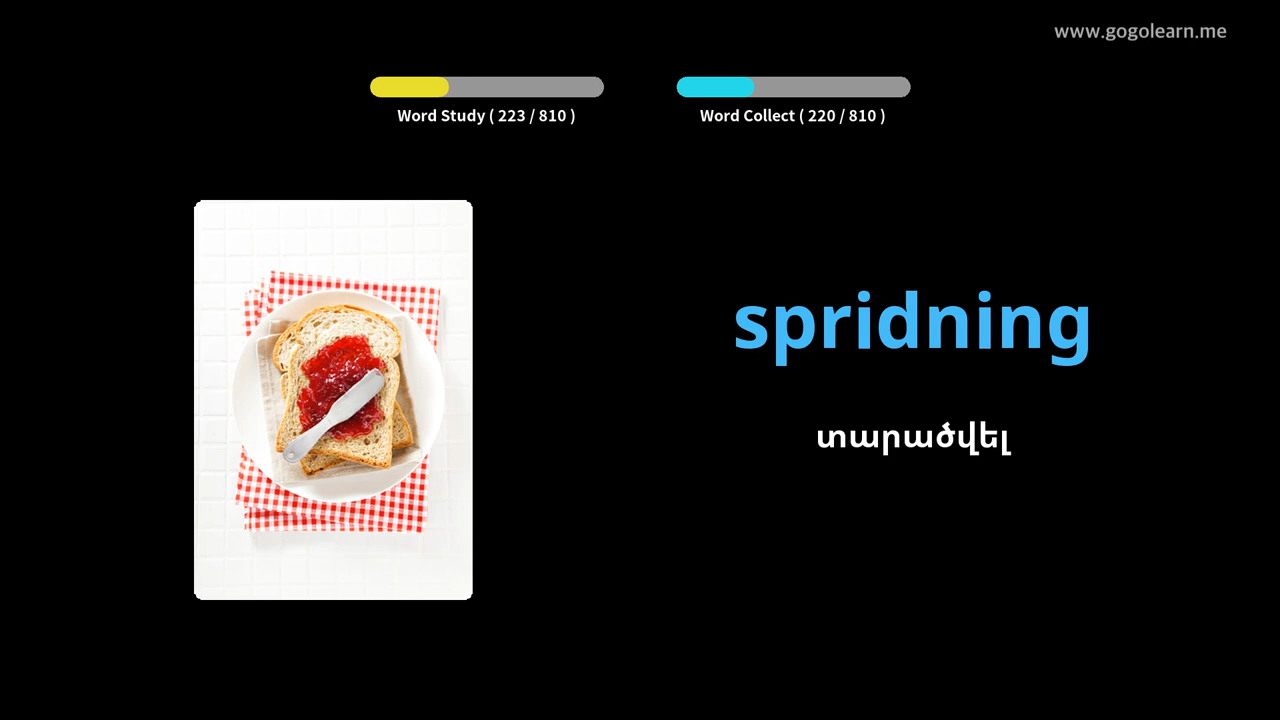 www.gogolearn.me
Word Study ( 223 / 810 )
Word Collect ( 220 / 810 )
spridning
տարածվել